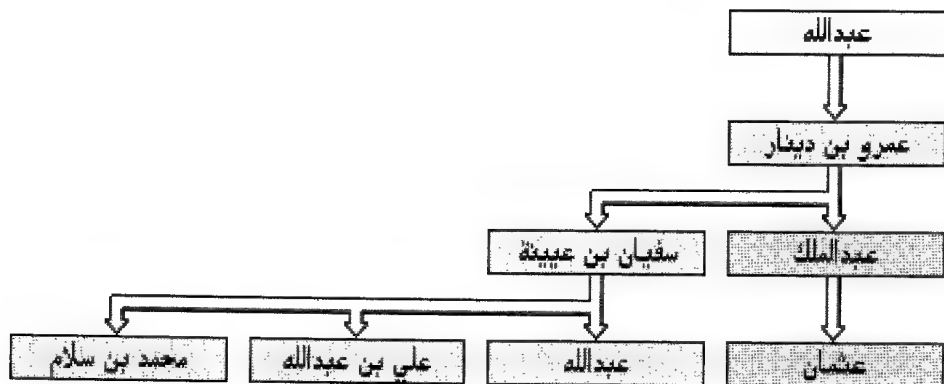 عبدالله
عمرو بن دينار
عبدالملك
سفيان بن عيينة
عثمان
عبدالله
علي بن عبدالله
محمد بن سلام